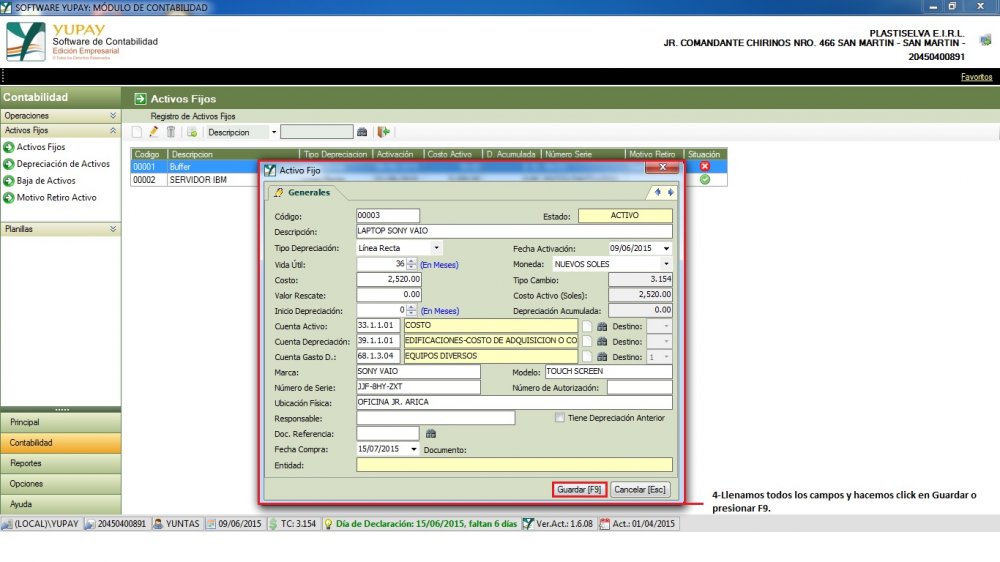 SOFTWARE YUPAY: MÓDULO DE CONTABILIDAD
YUPAY
Software de Contabilidad
Edición Empresarial
PLASTISELVA E.I.R.L.
JR. COMANDANTE CHIRINOS NRO. 466 SAN MARTIN - SAN MARTIN -
20450400891
Favoritos
Contabilidad
Activos Fijos
Operaciones
Registro de Activos Fijos
Activos Fijos
Descripcion
Activos Fijos
Depreciación de Activos
Baja de Activos
Motivo Retiro Activo
Planillas
Codigo Descripcion Tipo Depreciacion Activación Costo Activo D. Acumulada Número Serie Motivo Retiro Situación
00001 Buffer
00002 SERVIDOR IBM
Activo Fijo
Generales
Código: 00003 Estado: ACTIVO
Descripción: LAPTOP SONY VAIO
Tipo Depreciación: Línea Recta Fecha Activación: 09/06/2015
Vida Útil: 36 (En Meses) Moneda: NUEVOS SOLES
Costo: 2,520.00 Tipo Cambio: 3.154
Valor Rescate: 0.00 Costo Activo (Soles): 2,520.00
Inicio Depreciación: 0 (En Meses) Depreciación Acumulada: 0.00
Cuenta Activo: 33.1.1.01 COSTO Destino:
Cuenta Depreciación: 39.1.1.01 EDIFICACIONES-COSTO DE ADQUISICION O CO Destino:
Cuenta Gasto D.: 68.1.3.04 EQUIPOS DIVERSOS Destino: 1
Marca: SONY VAIO Modelo: TOUCH SCREEN
Número de Serie: JJF-8HY-ZXT Número de Autorización:
Ubicación Física: OFICINA JR. ARICA
Responsable: Tiene Depreciación Anterior
Doc. Referencia:
Fecha Compra: 15/07/2015 Documento:
Entidad:
Guardar [F9] Cancelar [Esc]
4-Llenamos todos los campos y hacemos click en Guardar o
presionar F9.
Principal
Contabilidad
Reportes
Opciones
Ayuda
(LOCAL)\YUPAY 20450400891 YUNTAS 09/06/2015 TC: 3.154 Día de Declaración: 15/06/2015, faltan 6 días Ver.Act.: 1.6.08 Act.: 01/04/2015